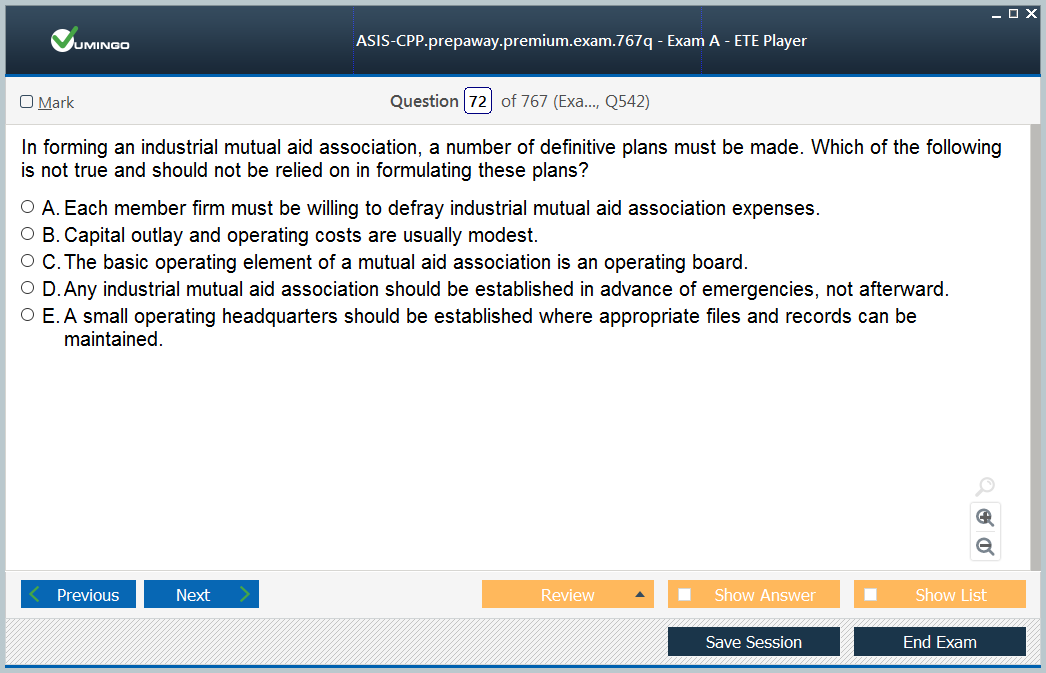 VUMINGO
ASIS-CPP.prepaway.premium.exam.767q - Exam A - ETE Player
Mark
Question 72 of 767 (Exa..., Q542)
In forming an industrial mutual aid association, a number of definitive plans must be made. Which of the following
is not true and should not be relied on in formulating these plans?
A. Each member firm must be willing to defray industrial mutual aid association expenses.
B. Capital outlay and operating costs are usually modest.
C. The basic operating element of a mutual aid association is an operating board.
D. Any industrial mutual aid association should be established in advance of emergencies, not afterward.
E. A small operating headquarters should be established where appropriate files and records can be
maintained.
Previous
Next
Review
Show Answer
Show List
Save Session
End Exam